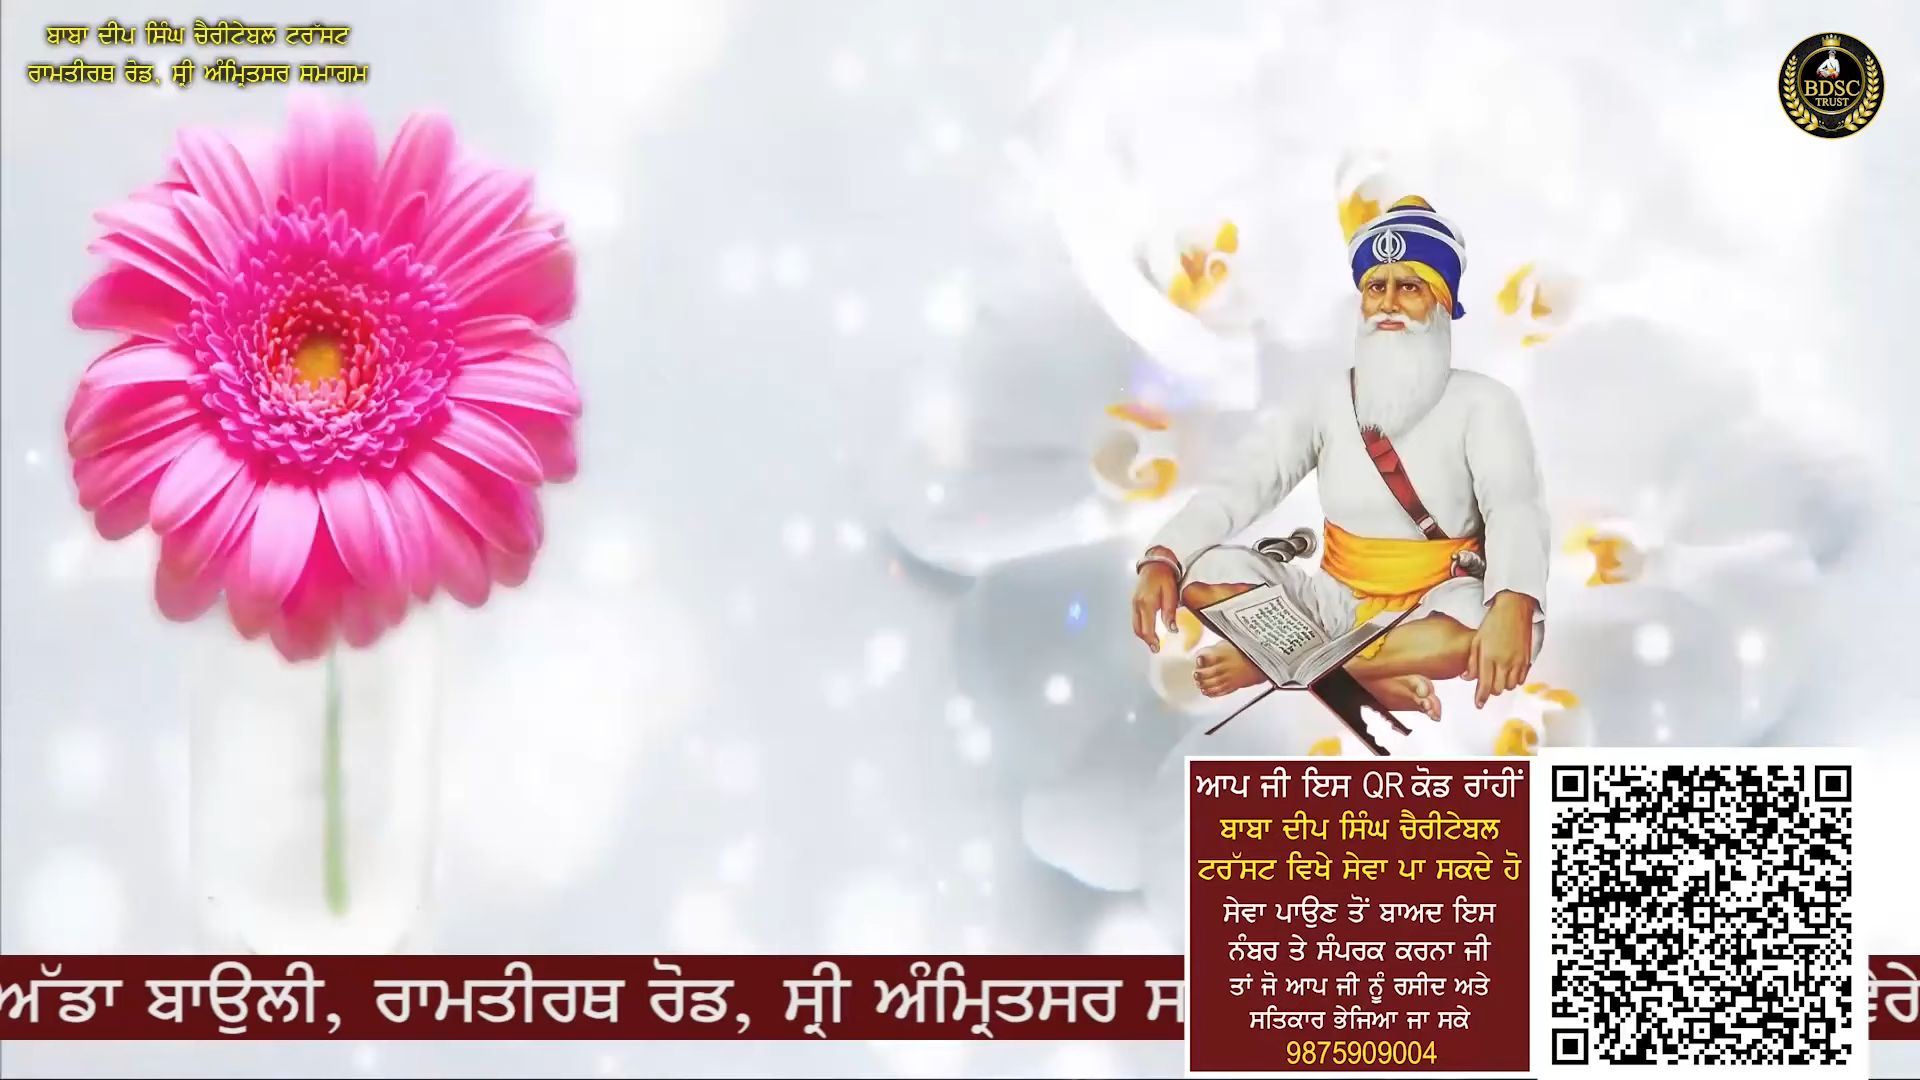 ਬਾਬਾ ਦੀਪ ਸਿੰਘ ਚੈਰੀਟੇਬਲ ਟਰੱਸਟ
ਰਾਮਤੀਰਥ ਰੋਡ, ਸ੍ਰੀ ਅੰਮ੍ਰਿਤਸਰ ਸਮਾਗਮ
BDSC
TRUST
ਆਪ ਜੀ ਇਸ QR ਕੋਡ ਰਾਂਹੀਂ
ਬਾਬਾ ਦੀਪ ਸਿੰਘ ਚੈਰੀਟੇਬਲ
ਟਰੱਸਟ ਵਿਖੇ ਸੇਵਾ ਪਾ ਸਕਦੇ ਹੋ
ਸੇਵਾ ਪਾਉਣ ਤੋਂ ਬਾਅਦ ਇਸ
ਨੰਬਰ ਤੇ ਸੰਪਰਕ ਕਰਨਾ ਜੀ
ਤਾਂ ਜੋ ਆਪ ਜੀ ਨੂੰ ਰਸੀਦ ਅਤੇ
ਸਤਿਕਾਰ ਭੇਜਿਆ ਜਾ ਸਕੇ
9875909004
ਅੱਡਾ ਬਾਉਲੀ, ਰਾਮਤੀਰਥ ਰੋਡ, ਸ੍ਰੀ ਅੰਮ੍ਰਿਤਸਰ ਸ